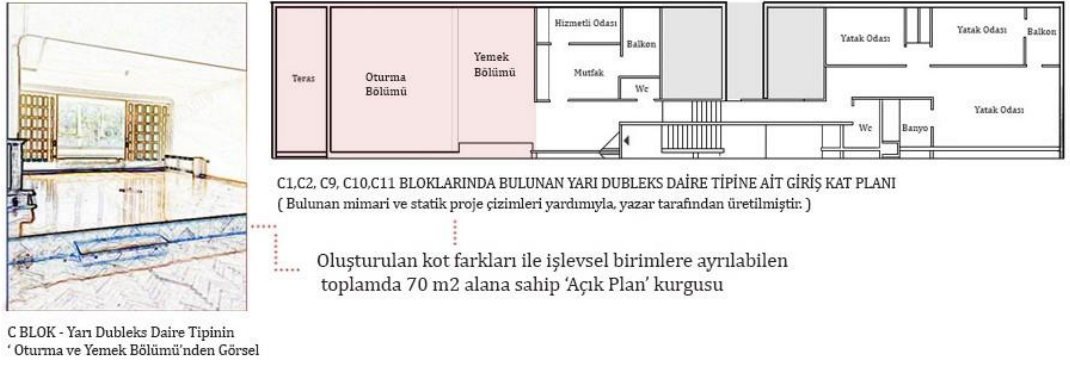 Teras
Oturma
Bölümü
Yemek
Bölümü
Hizmetli Odası
Balkon
Mutfak
Wc
Yatak Odası
Yatak Odası
Balkon
Yatak Odası
Wc
Banyo
C1,C2, C9, C10,C11 BLOKLARINDA BULUNAN YARI DUBLEKS DAİRE TİPİNE AİT GİRİŞ KAT PLANI
( Bulunan mimari ve statik proje çizimleri yardımıyla, yazar tarafından üretilmiştir. )
Oluşturulan kot farkları ile işlevsel birimlere ayrılabilen
toplamda 70 m2 alana sahip ‘Açık Plan’ kurgusu
C BLOK - Yarı Dubleks Daire Tipinin
‘ Oturma ve Yemek Bölümü’nden Görsel